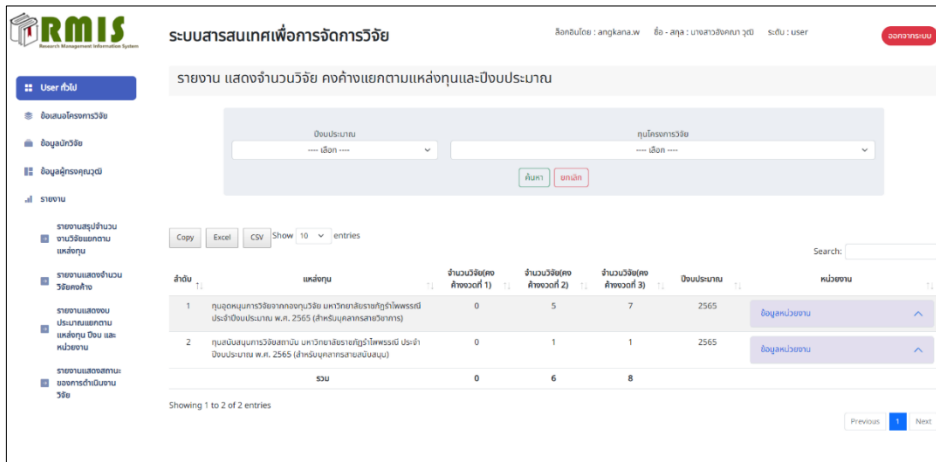 RMIS
Research Management Information System
ระบบสารสนเทศเพื่อการจัดการวิจัย
ล็อกอินโดย : angkana.w ชื่อ - สกุล : นางสาวอังคณา วุฒิ ระดับ : user
ออกจากระบบ
User ทั่วไป
ข้อเสนอโครงการวิจัย
ข้อมูลนักวิจัย
ข้อมูลผู้ทรงคุณวุฒิ
รายงาน
รายงานสรุปจำนวน
งานวิจัยแยกตาม
แหล่งทุน
รายงานแสดงจำนวน
วิจัยคงค้าง
รายงานแสดงงบ
ประมาณแยกตาม
แหล่งทุน ปีงบ และ
หน่วยงาน
รายงานแสดงสถานะ
ของการดำเนินงาน
วิจัย
รายงาน แสดงจำนวนวิจัย คงค้างแยกตามแหล่งทุนและปีงบประมาณ
ปีงบประมาณ ทุนโครงการวิจัย
---- เลือก ---- ---- เลือก ----
ค้นหา ยกเลิก
Copy Excel CSV Show 10 entries
Search:
ลำดับ แหล่งทุน จำนวนวิจัย(คง จำนวนวิจัย(คง จำนวนวิจัย(คง ปีงบประมาณ หน่วยงาน
ค้างงวดที่ 1) ค้างงวดที่ 2) ค้างงวดที่ 3)
1 ทุนอุดหนุนการวิจัยจากกองทุนวิจัย มหาวิทยาลัยราชภัฏรำไพพรรณี 0 5 7 2565 ข้อมูลหน่วยงาน
ประจำปีงบประมาณ พ.ศ. 2565 (สำหรับบุคลากรสายวิชาการ)
2 ทุนสนับสนุนการวิจัยสถาบัน มหาวิทยาลัยราชภัฏรำไพพรรณี ประจำ 0 1 1 2565 ข้อมูลหน่วยงาน
ปีงบประมาณ พ.ศ. 2565 (สำหรับบุคลากรสายสนับสนุน)
รวม 0 6 8
Showing 1 to 2 of 2 entries
Previous 1 Next